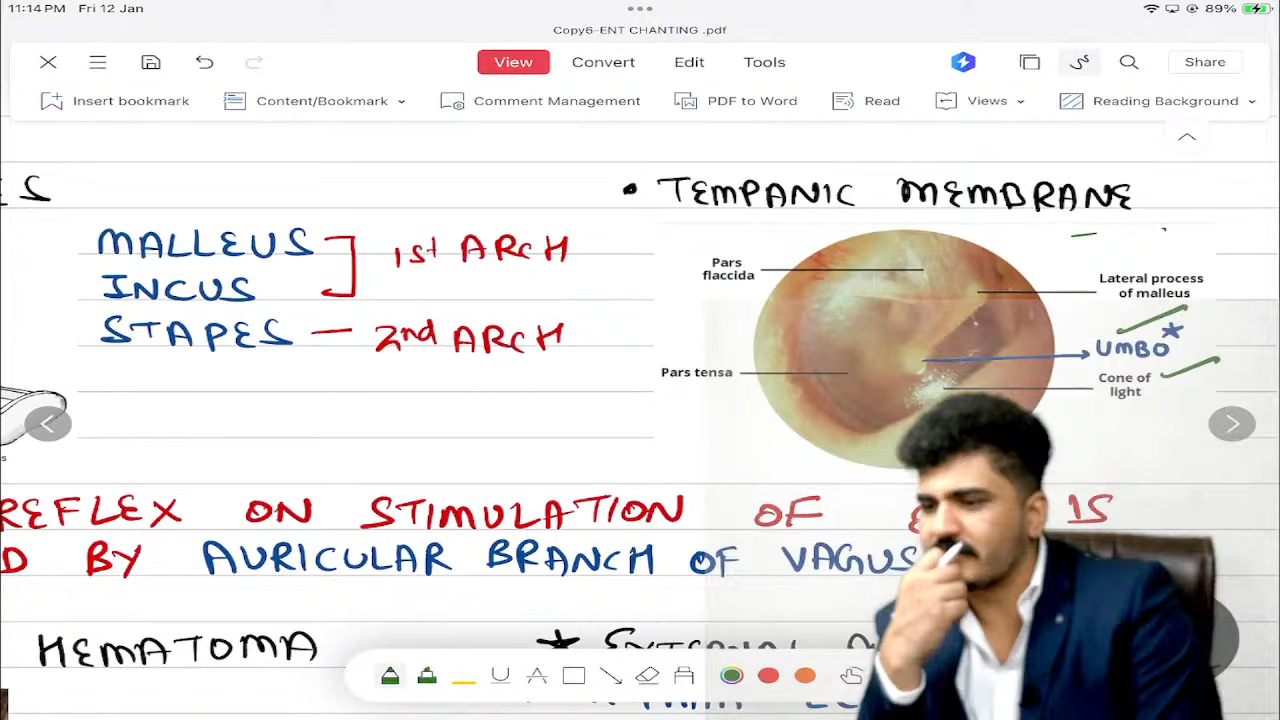 11:14 PM Fri 12 Jan
89%
Copy6-ENT CHANTING .pdf
View Convert Edit Tools
Share
Insert bookmark Content/Bookmark Comment Management PDF to Word Read Views Reading Background
• TEMPANIC MEMBRANE
MALLEUS
INCUS
1st ARCH
STAPES — 2nd ARCH
Pars
flaccida
Pars tensa
Lateral process
of malleus
UMBO*
Cone of
light
REFLEX ON STIMULATION OF IS
BY AURICULAR BRANCH OF VAGUS
HEMATOMA